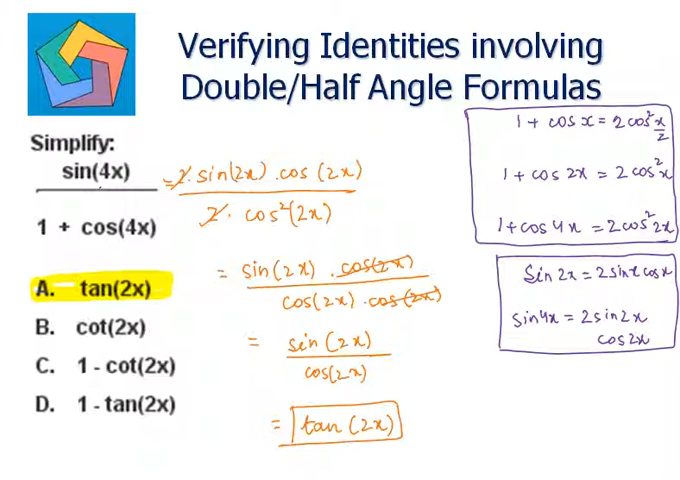 Verifying Identities involving
Double/Half Angle Formulas
Simplify:
sin(4x)
1 + cos(4x)
A. tan(2x)
B. cot(2x)
C. 1 - cot(2x)
D. 1 - tan(2x)
= 2 · sin(2x) · cos(2x)
2 · cos²(2x)
= sin(2x) · cos(2x)
cos(2x) · cos(2x)
= sin(2x)
cos(2x)
= tan(2x)
1 + cos x = 2 cos² x/2
1 + cos 2x = 2 cos² x
1 + cos 4x = 2 cos² 2x
Sin 2x = 2 sin x cos x
sin 4x = 2 sin 2x
cos 2x